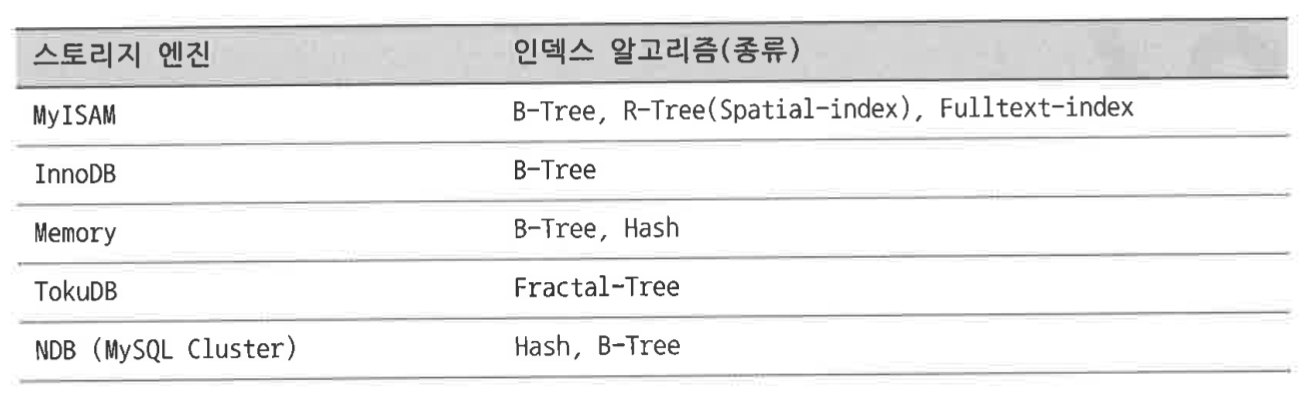 스토리지 엔진 인덱스 알고리즘(종류)
MyISAM B-Tree, R-Tree(Spatial-index), Fulltext-index
InnoDB B-Tree
Memory B-Tree, Hash
TokuDB Fractal-Tree
NDB (MySQL Cluster) Hash, B-Tree